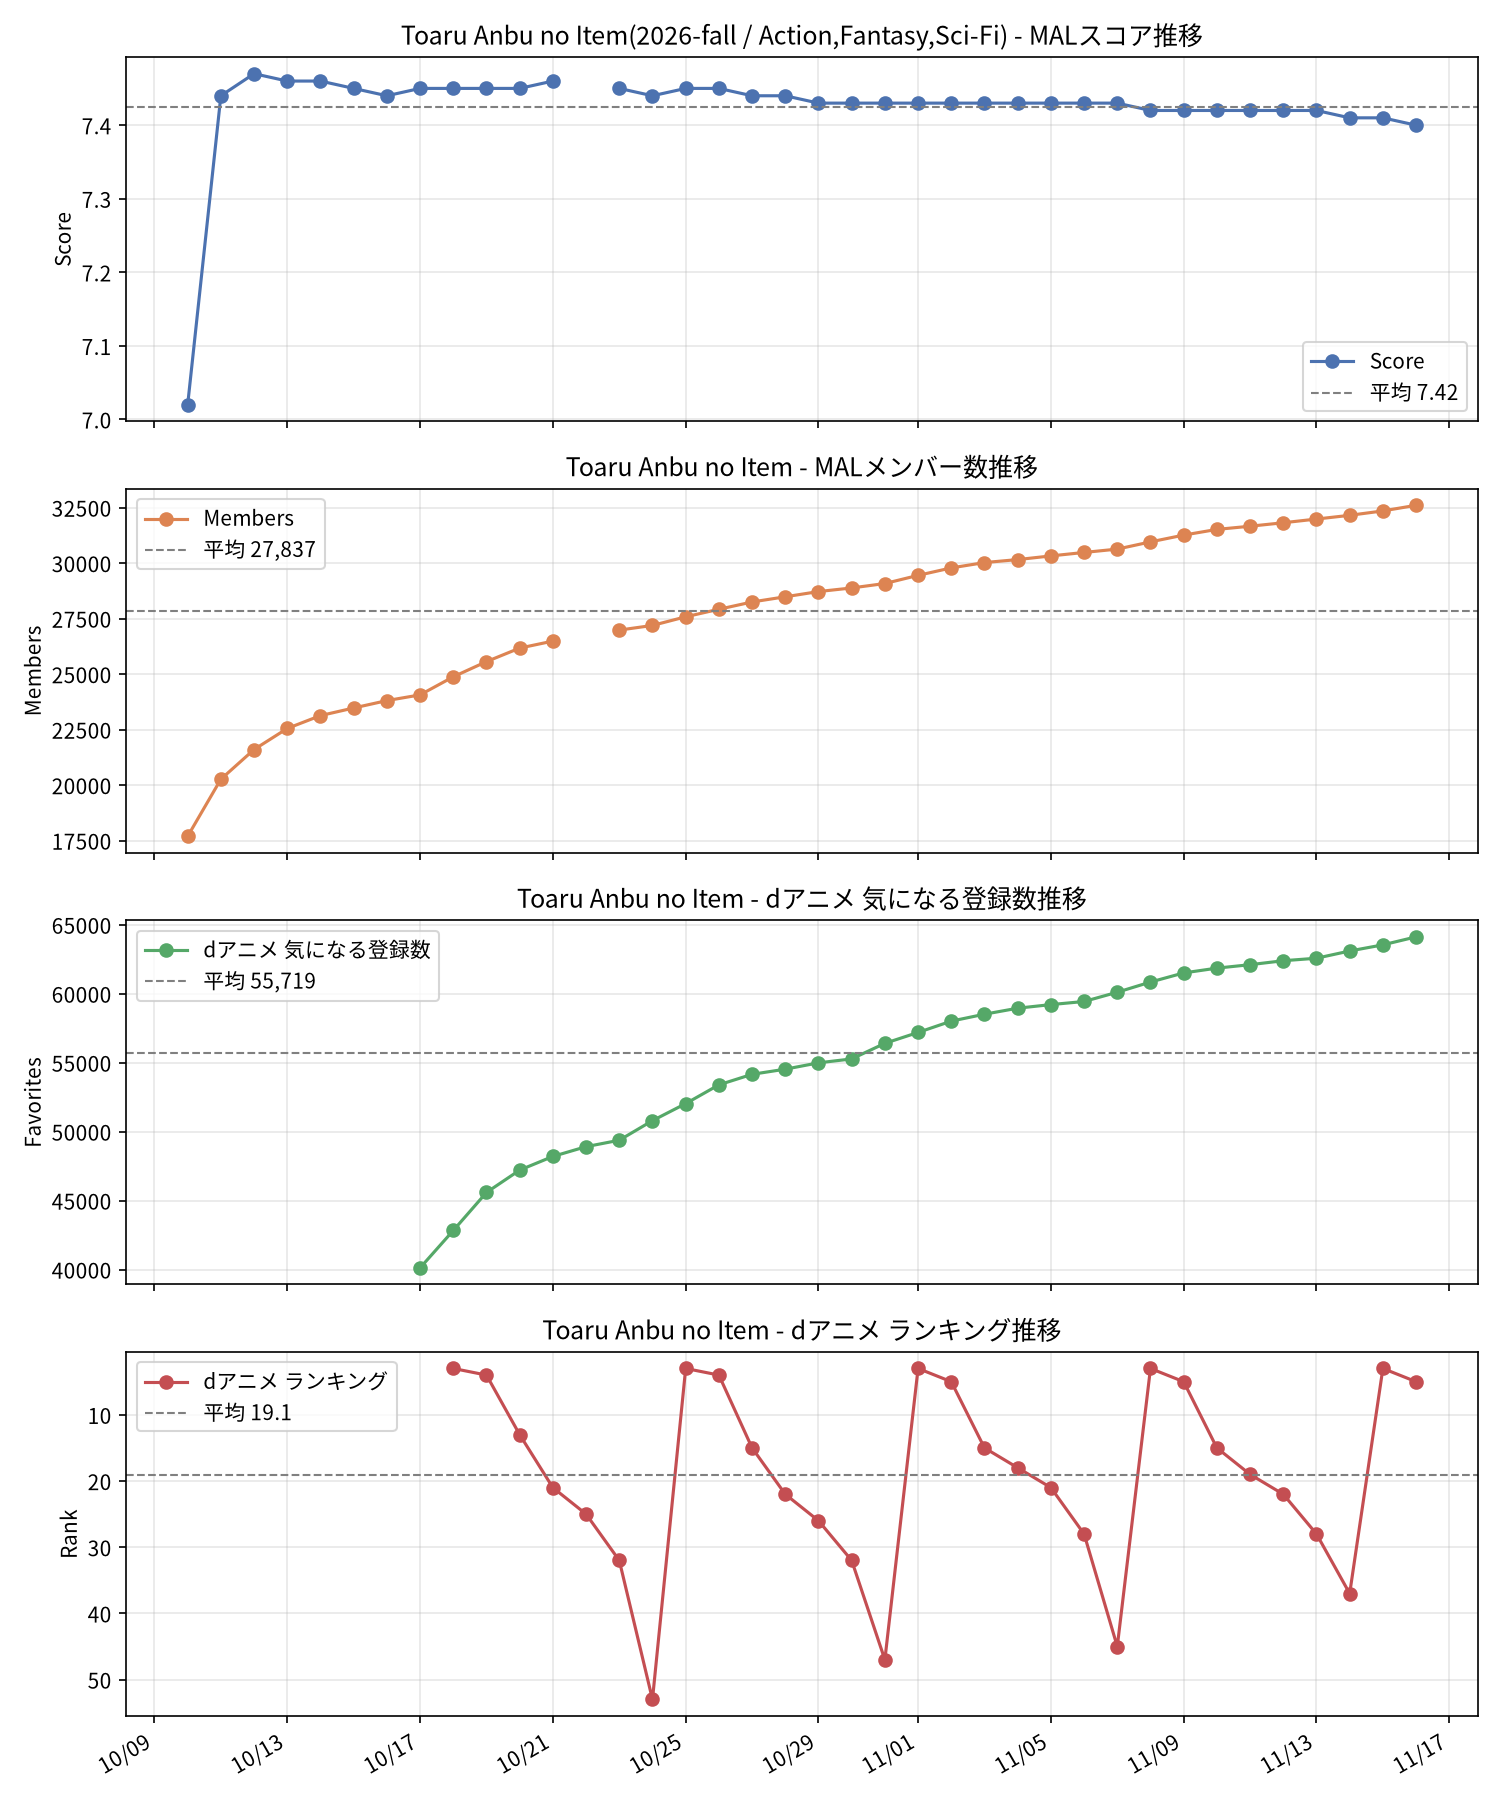 Toaru Anbu no Item(2026-fall / Action,Fantasy,Sci-Fi) - MALスコア推移
Score
7.4
7.3
7.2
7.1
7.0
Score
平均 7.42
Toaru Anbu no Item - MALメンバー数推移
Members
32500
30000
27500
25000
22500
20000
17500
Members
平均 27,837
Toaru Anbu no Item - dアニメ 気になる登録数推移
Favorites
65000
60000
55000
50000
45000
40000
dアニメ 気になる登録数
平均 55,719
Toaru Anbu no Item - dアニメ ランキング推移
Rank
10
20
30
40
50
dアニメ ランキング
平均 19.1
10/09
10/13
10/17
10/21
10/25
10/29
11/01
11/05
11/09
11/13
11/17